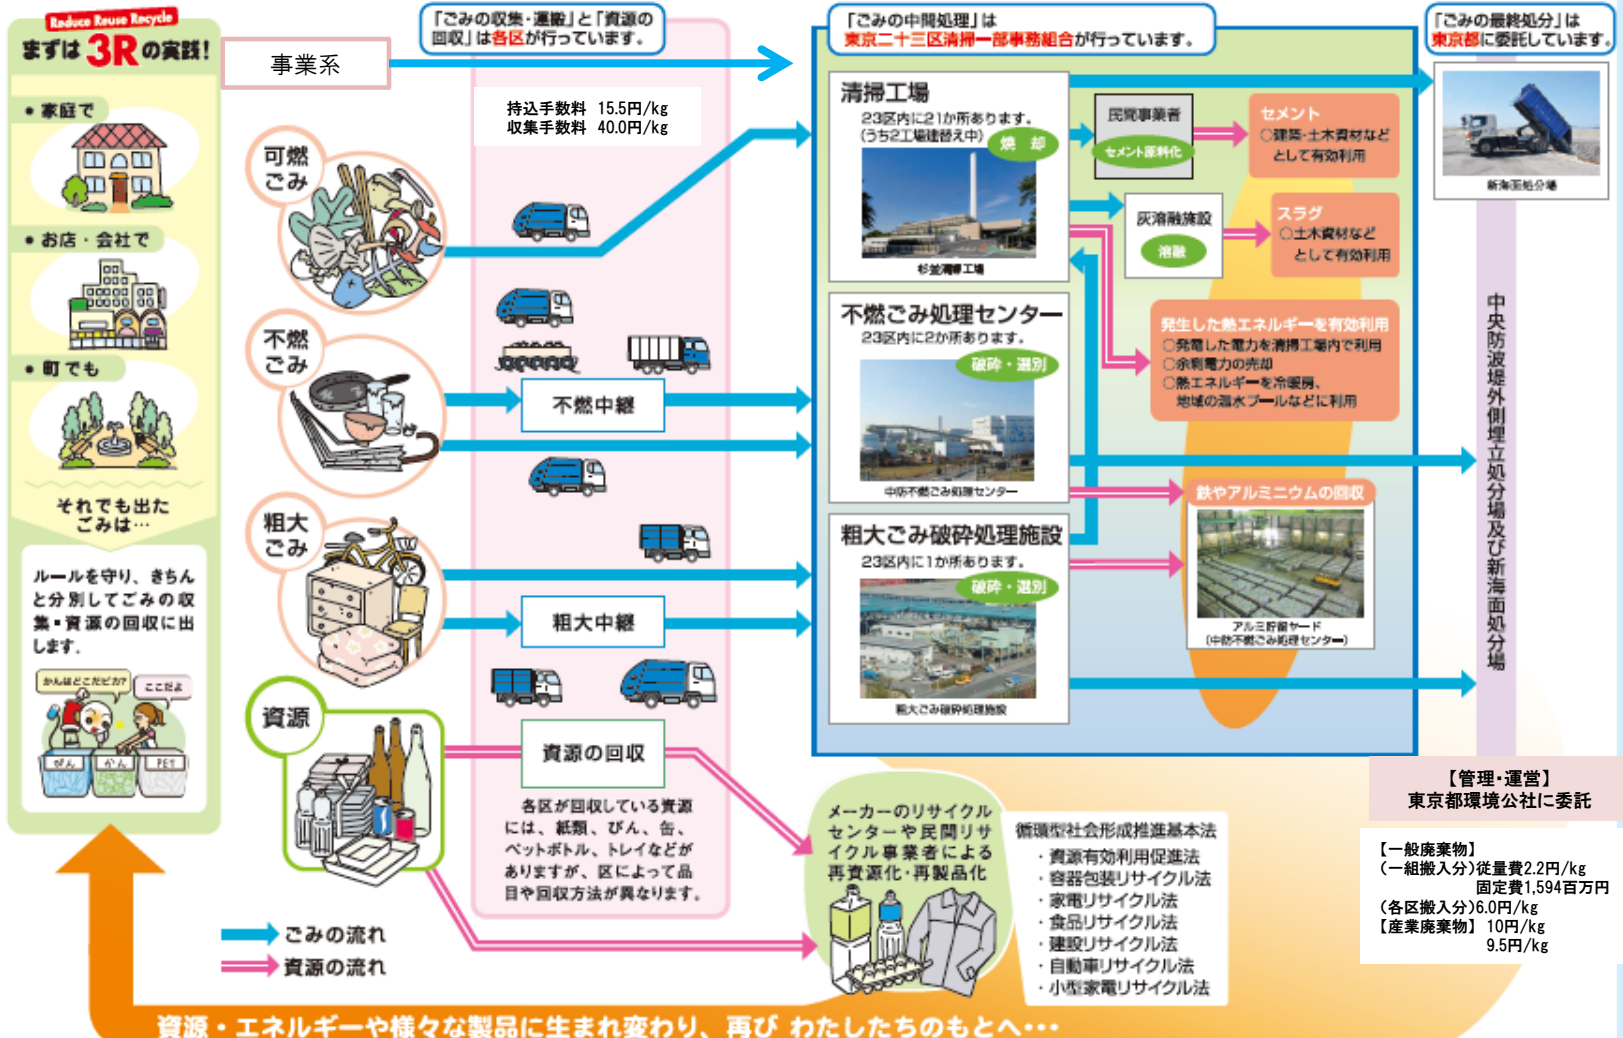 Reduce Reuse Recycle
まずは3Rの実践!
• 家庭で
• お店・会社で
• 町でも
それでも出た
ごみは…
ルールを守り、きちん
と分別してごみの収
集・資源の回収に出
します。
かんはどこだピカ?
ここだよ
びん
かん
PET
事業系
「ごみの収集・運搬」と「資源の
回収」は各区が行っています。
持込手数料 15.5円/kg
収集手数料 40.0円/kg
可燃
ごみ
不燃
ごみ
不燃中継
粗大
ごみ
粗大中継
資源
資源の回収
各区が回収している資源
には、紙類、びん、缶、
ペットボトル、トレイなどが
ありますが、区によって品
目や回収方法が異なります。
ごみの流れ
資源の流れ
「ごみの中間処理」は
東京二十三区清掃一部事務組合が行っています。
清掃工場
23区内に21か所あります。
(うち2工場建替え中)
焼 却
杉並清掃工場
民間事業者
セメント原料化
セメント
○建築・土木資材など
として有効利用
灰溶融施設
溶融
スラグ
○土木資材など
として有効利用
不燃ごみ処理センター
23区内に2か所あります。
破砕・選別
中防不燃ごみ処理センター
発生した熱エネルギーを有効利用
○発電した電力を清掃工場内で利用
○余剰電力の売却
○熱エネルギーを冷暖房、
地域の温水プールなどに利用
粗大ごみ破砕処理施設
23区内に1か所あります。
破砕・選別
粗大ごみ破砕処理施設
鉄やアルミニウムの回収
アルミ貯留ヤード
(中防不燃ごみ処理センター)
「ごみの最終処分」は
東京都に委託しています。
新海面処分場
中央防波堤外側埋立処分場及び新海面処分場
【管理・運営】
東京都環境公社に委託
【一般廃棄物】
(一組搬入分)従量費2.2円/kg
固定費1,594百万円
(各区搬入分)6.0円/kg
【産業廃棄物】 10円/kg
9.5円/kg
メーカーのリサイクル
センターや民間リサ
イクル事業者による
再資源化・再製品化
循環型社会形成推進基本法
・資源有効利用促進法
・容器包装リサイクル法
・家電リサイクル法
・食品リサイクル法
・建設リサイクル法
・自動車リサイクル法
・小型家電リサイクル法
資源・エネルギーや様々な製品に生まれ変わり、再び わたしたちのもとへ…